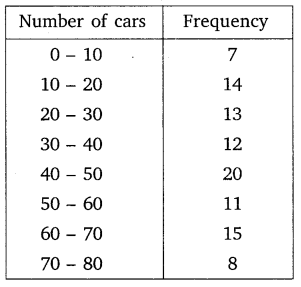 Number of cars Frequency
0 – 10 7
10 – 20 14
20 – 30 13
30 – 40 12
40 – 50 20
50 – 60 11
60 – 70 15
70 – 80 8